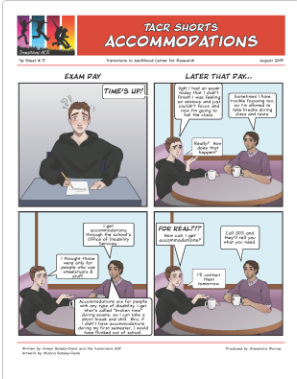 TACR SHORTS
ACCOMMODATIONS
Transitions ACR
Tip Sheet # 11
Transitions to Adulthood Center for Research
August 2019
EXAM DAY
LATER THAT DAY...
TIME'S UP!
Ugh! I had an exam
today that I didn't
finish! I was feeling
so anxious and just
couldn't focus and
now I'm going to
fail the class.
Sometimes I have
trouble focusing too,
so I'm allowed to
take breaks during
class and tests.
Really? How
does that
happen?
I get
accommodations
through the school's
Office of Disability
Services.
I thought those
were only for
people who use
wheelchairs &
stuff.
Accommodations are for people
with any type of disability. I get
what's called "broken time"
during exams, so I can take a
short break and chill. Bro, if
I didn't have accommodations
during my first semester, I would
have flunked out of school.
FOR REAL?!?
How can I get
accommodations?
Call ODS and
they'll tell you
what you need.
I'll contact
them
tomorrow.
Written by
and the Transitions ACR
Artwork by
Produced by